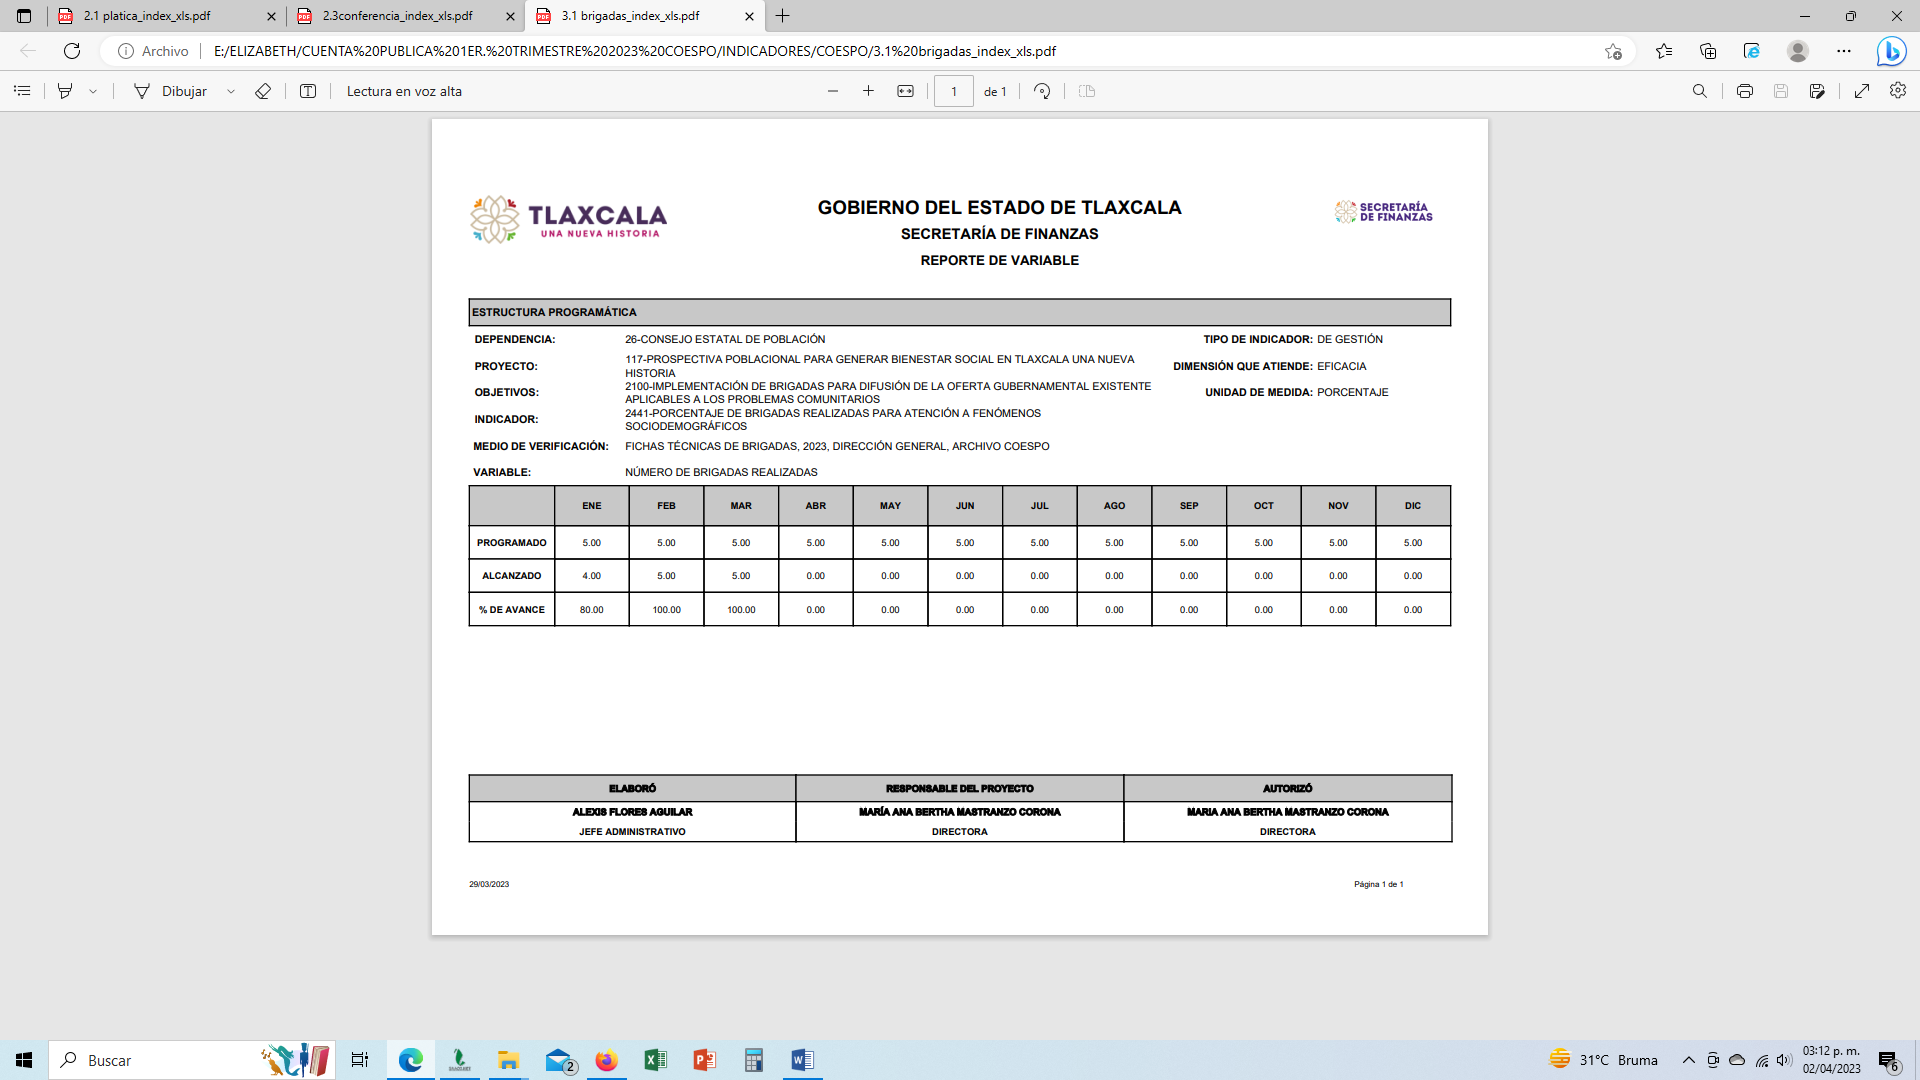 2.1 platica_index_xls.pdf
2.3conferencia_index_xls.pdf
3.1 brigadas_index_xls.pdf
Archivo E:/ELIZABETH/CUENTA%20PUBLICA%201ER.%20TRIMESTRE%202023%20COESPO/INDICADORES/COESPO/3.1%20brigadas_index_xls.pdf
Dibujar Lectura en voz alta 1 de 1
TLAXCALA
UNA NUEVA HISTORIA
GOBIERNO DEL ESTADO DE TLAXCALA
SECRETARÍA DE FINANZAS
REPORTE DE VARIABLE
SECRETARÍA
DE FINANZAS
ESTRUCTURA PROGRAMÁTICA
DEPENDENCIA: 26-CONSEJO ESTATAL DE POBLACIÓN TIPO DE INDICADOR: DE GESTIÓN
PROYECTO: 117-PROSPECTIVA POBLACIONAL PARA GENERAR BIENESTAR SOCIAL EN TLAXCALA UNA NUEVA
HISTORIA
DIMENSIÓN QUE ATIENDE: EFICACIA
OBJETIVOS: 2100-IMPLEMENTACIÓN DE BRIGADAS PARA DIFUSIÓN DE LA OFERTA GUBERNAMENTAL EXISTENTE
APLICABLES A LOS PROBLEMAS COMUNITARIOS
UNIDAD DE MEDIDA: PORCENTAJE
INDICADOR: 2441-PORCENTAJE DE BRIGADAS REALIZADAS PARA ATENCIÓN A FENÓMENOS
SOCIODEMOGRÁFICOS
MEDIO DE VERIFICACIÓN: FICHAS TÉCNICAS DE BRIGADAS, 2023, DIRECCIÓN GENERAL, ARCHIVO COESPO
VARIABLE: NÚMERO DE BRIGADAS REALIZADAS
ENE FEB MAR ABR MAY JUN JUL AGO SEP OCT NOV DIC
PROGRAMADO 5.00 5.00 5.00 5.00 5.00 5.00 5.00 5.00 5.00 5.00 5.00 5.00
ALCANZADO 4.00 5.00 5.00 0.00 0.00 0.00 0.00 0.00 0.00 0.00 0.00 0.00
% DE AVANCE 80.00 100.00 100.00 0.00 0.00 0.00 0.00 0.00 0.00 0.00 0.00 0.00
ELABORÓ RESPONSABLE DEL PROYECTO AUTORIZÓ
ALEXIS FLORES AGUILAR MARÍA ANA BERTHA MASTRANZO CORONA MARIA ANA BERTHA MASTRANZO CORONA
JEFE ADMINISTRATIVO DIRECTORA DIRECTORA
29/03/2023 Página 1 de 1
Buscar 2 31°C Bruma 03:12 p. m.
02/04/2023 6